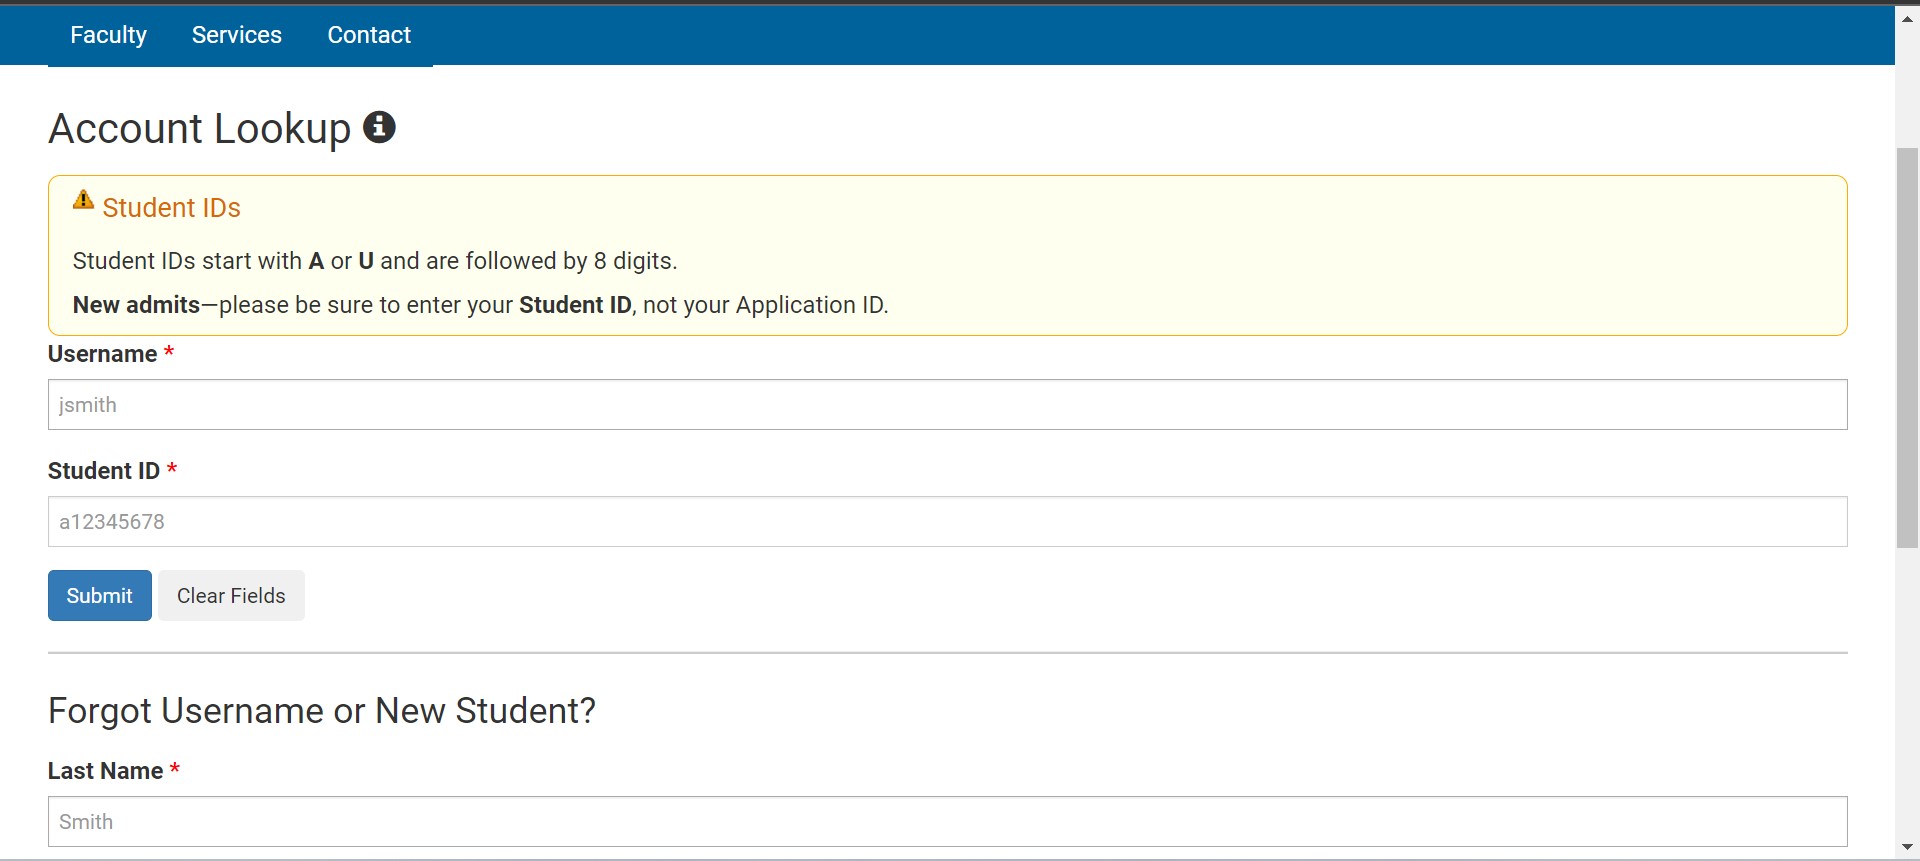 Faculty Services Contact
Account Lookup
Student IDs
Student IDs start with A or U and are followed by 8 digits.
New admits—please be sure to enter your Student ID, not your Application ID.
Username *
jsmith
Student ID *
a12345678
Submit Clear Fields
Forgot Username or New Student?
Last Name *
Smith